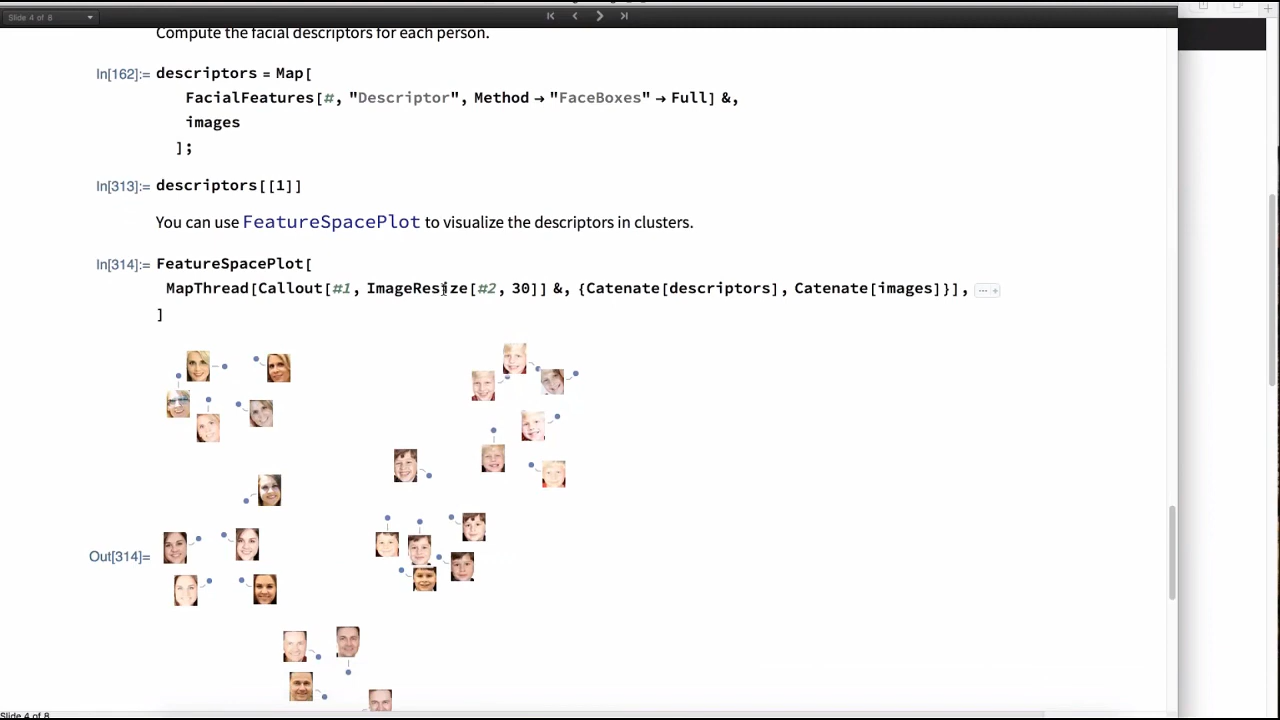 Slide 4 of 8
Compute the facial descriptors for each person.
In[162]:= descriptors = Map[
FacialFeatures[#, "Descriptor", Method → "FaceBoxes" → Full] &,
images
];
In[313]:= descriptors[[1]]
You can use FeatureSpacePlot to visualize the descriptors in clusters.
In[314]:= FeatureSpacePlot[
MapThread[Callout[#1, ImageResize[#2, 30]] &, {Catenate[descriptors], Catenate[images]}], ... +
]
Out[314]=
Slide 4 of 8